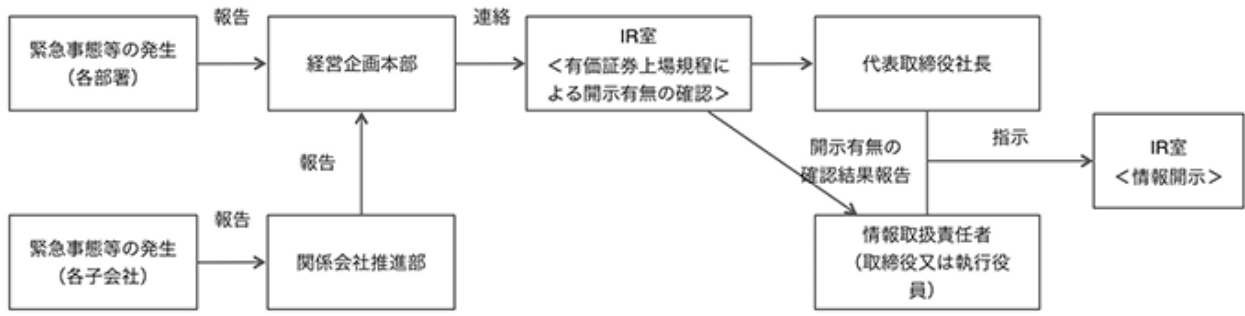 報告
緊急事態等の発生
（各部署）
経営企画本部
連絡
IR室
＜有価証券上場規程に
よる開示有無の確認＞
代表取締役社長
報告
開示有無の
確認結果報告
指示
IR室
＜情報開示＞
報告
緊急事態等の発生
（各子会社）
関係会社推進部
情報取扱責任者
（取締役又は執行役
員）